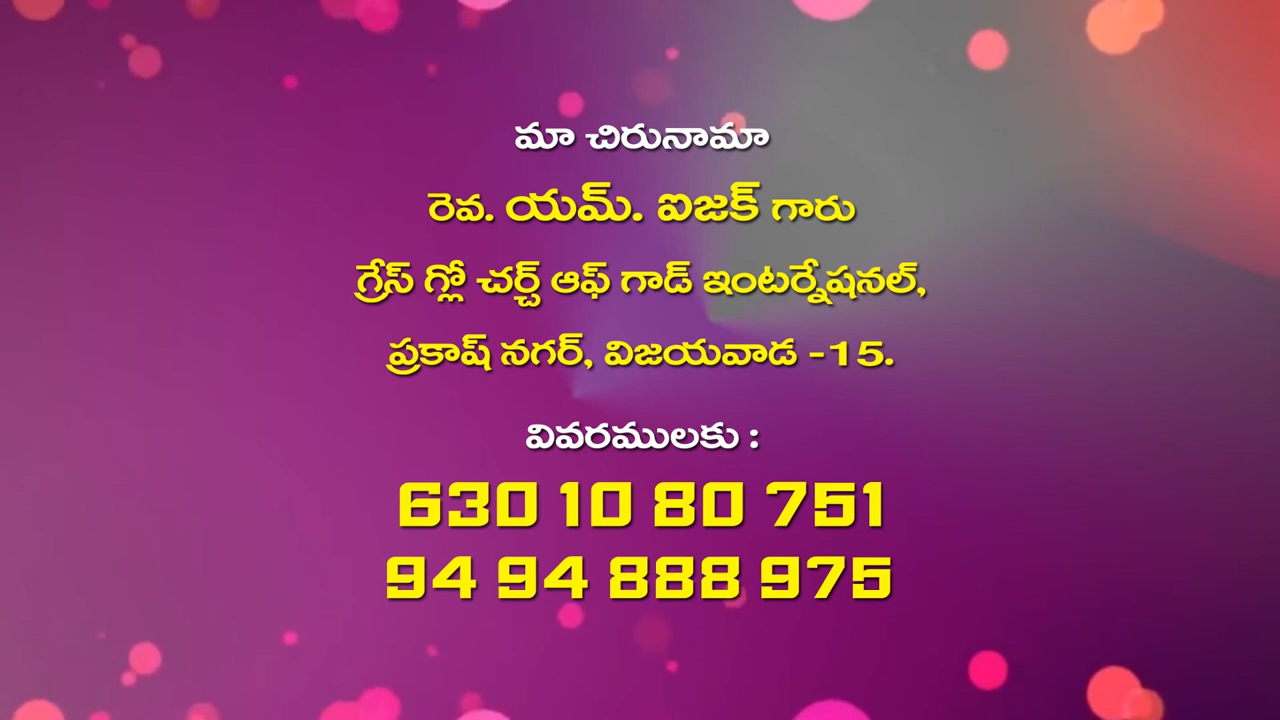 మా చిరునామా
రెవ. యమ్. ఐజక్ గారు
గ్రేస్ గ్లో చర్చ్ ఆఫ్ గాడ్ ఇంటర్నేషనల్,
ప్రకాష్ నగర్, విజయవాడ -15.
వివరములకు :
630 10 80 751
94 94 888 975